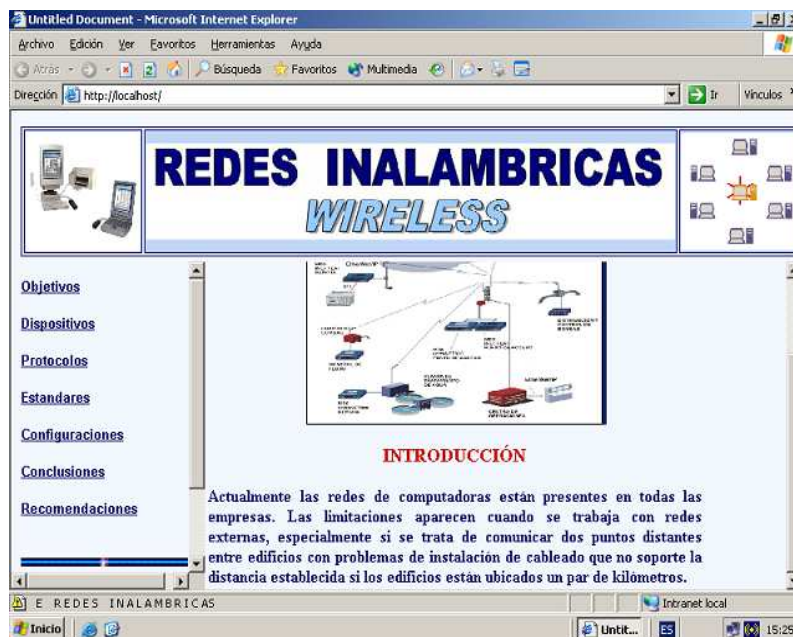 Untitled Document - Microsoft Internet Explorer
Archivo Edición Ver Favoritos Herramientas Ayuda
Atrás Búsqueda Favoritos Multimedia
Dirección http://localhost/ Ir Vínculos
REDES INALAMBRICAS
WIRELESS
Objetivos
Dispositivos
Protocolos
Estandares
Configuraciones
Conclusiones
Recomendaciones
INTRODUCCIÓN
Actualmente las redes de computadoras están presentes en todas las
empresas. Las limitaciones aparecen cuando se trabaja con redes
externas, especialmente si se trata de comunicar dos puntos distantes
entre edificios con problemas de instalación de cableado que no soporte la
distancia establecida si los edificios están ubicados un par de kilómetros.
E REDES INALAMBRICAS Intranet local
Inicio Untit... ES 15:25